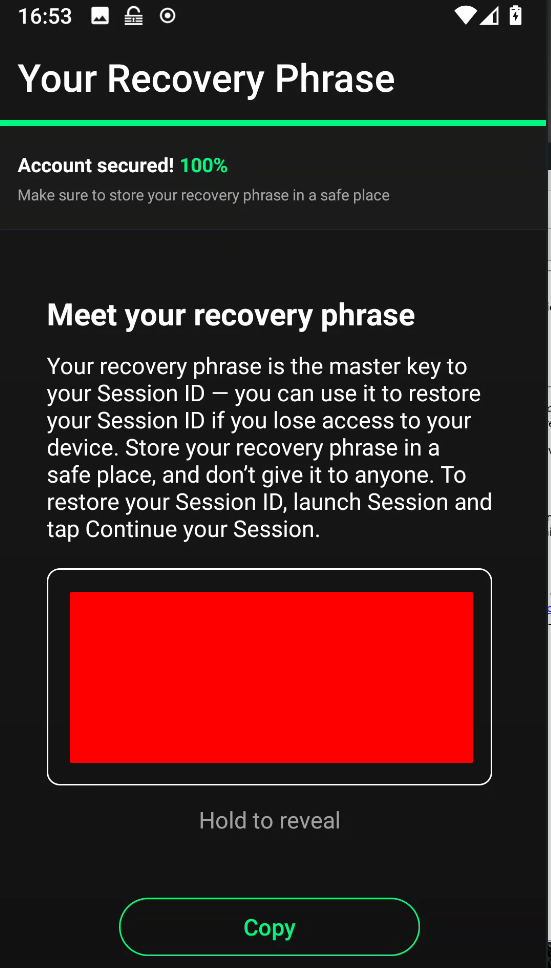 16:53
Your Recovery Phrase
Account secured! 100%
Make sure to store your recovery phrase in a safe place
Meet your recovery phrase
Your recovery phrase is the master key to
your Session ID — you can use it to restore
your Session ID if you lose access to your
device. Store your recovery phrase in a
safe place, and don’t give it to anyone. To
restore your Session ID, launch Session and
tap Continue your Session.
Hold to reveal
Copy